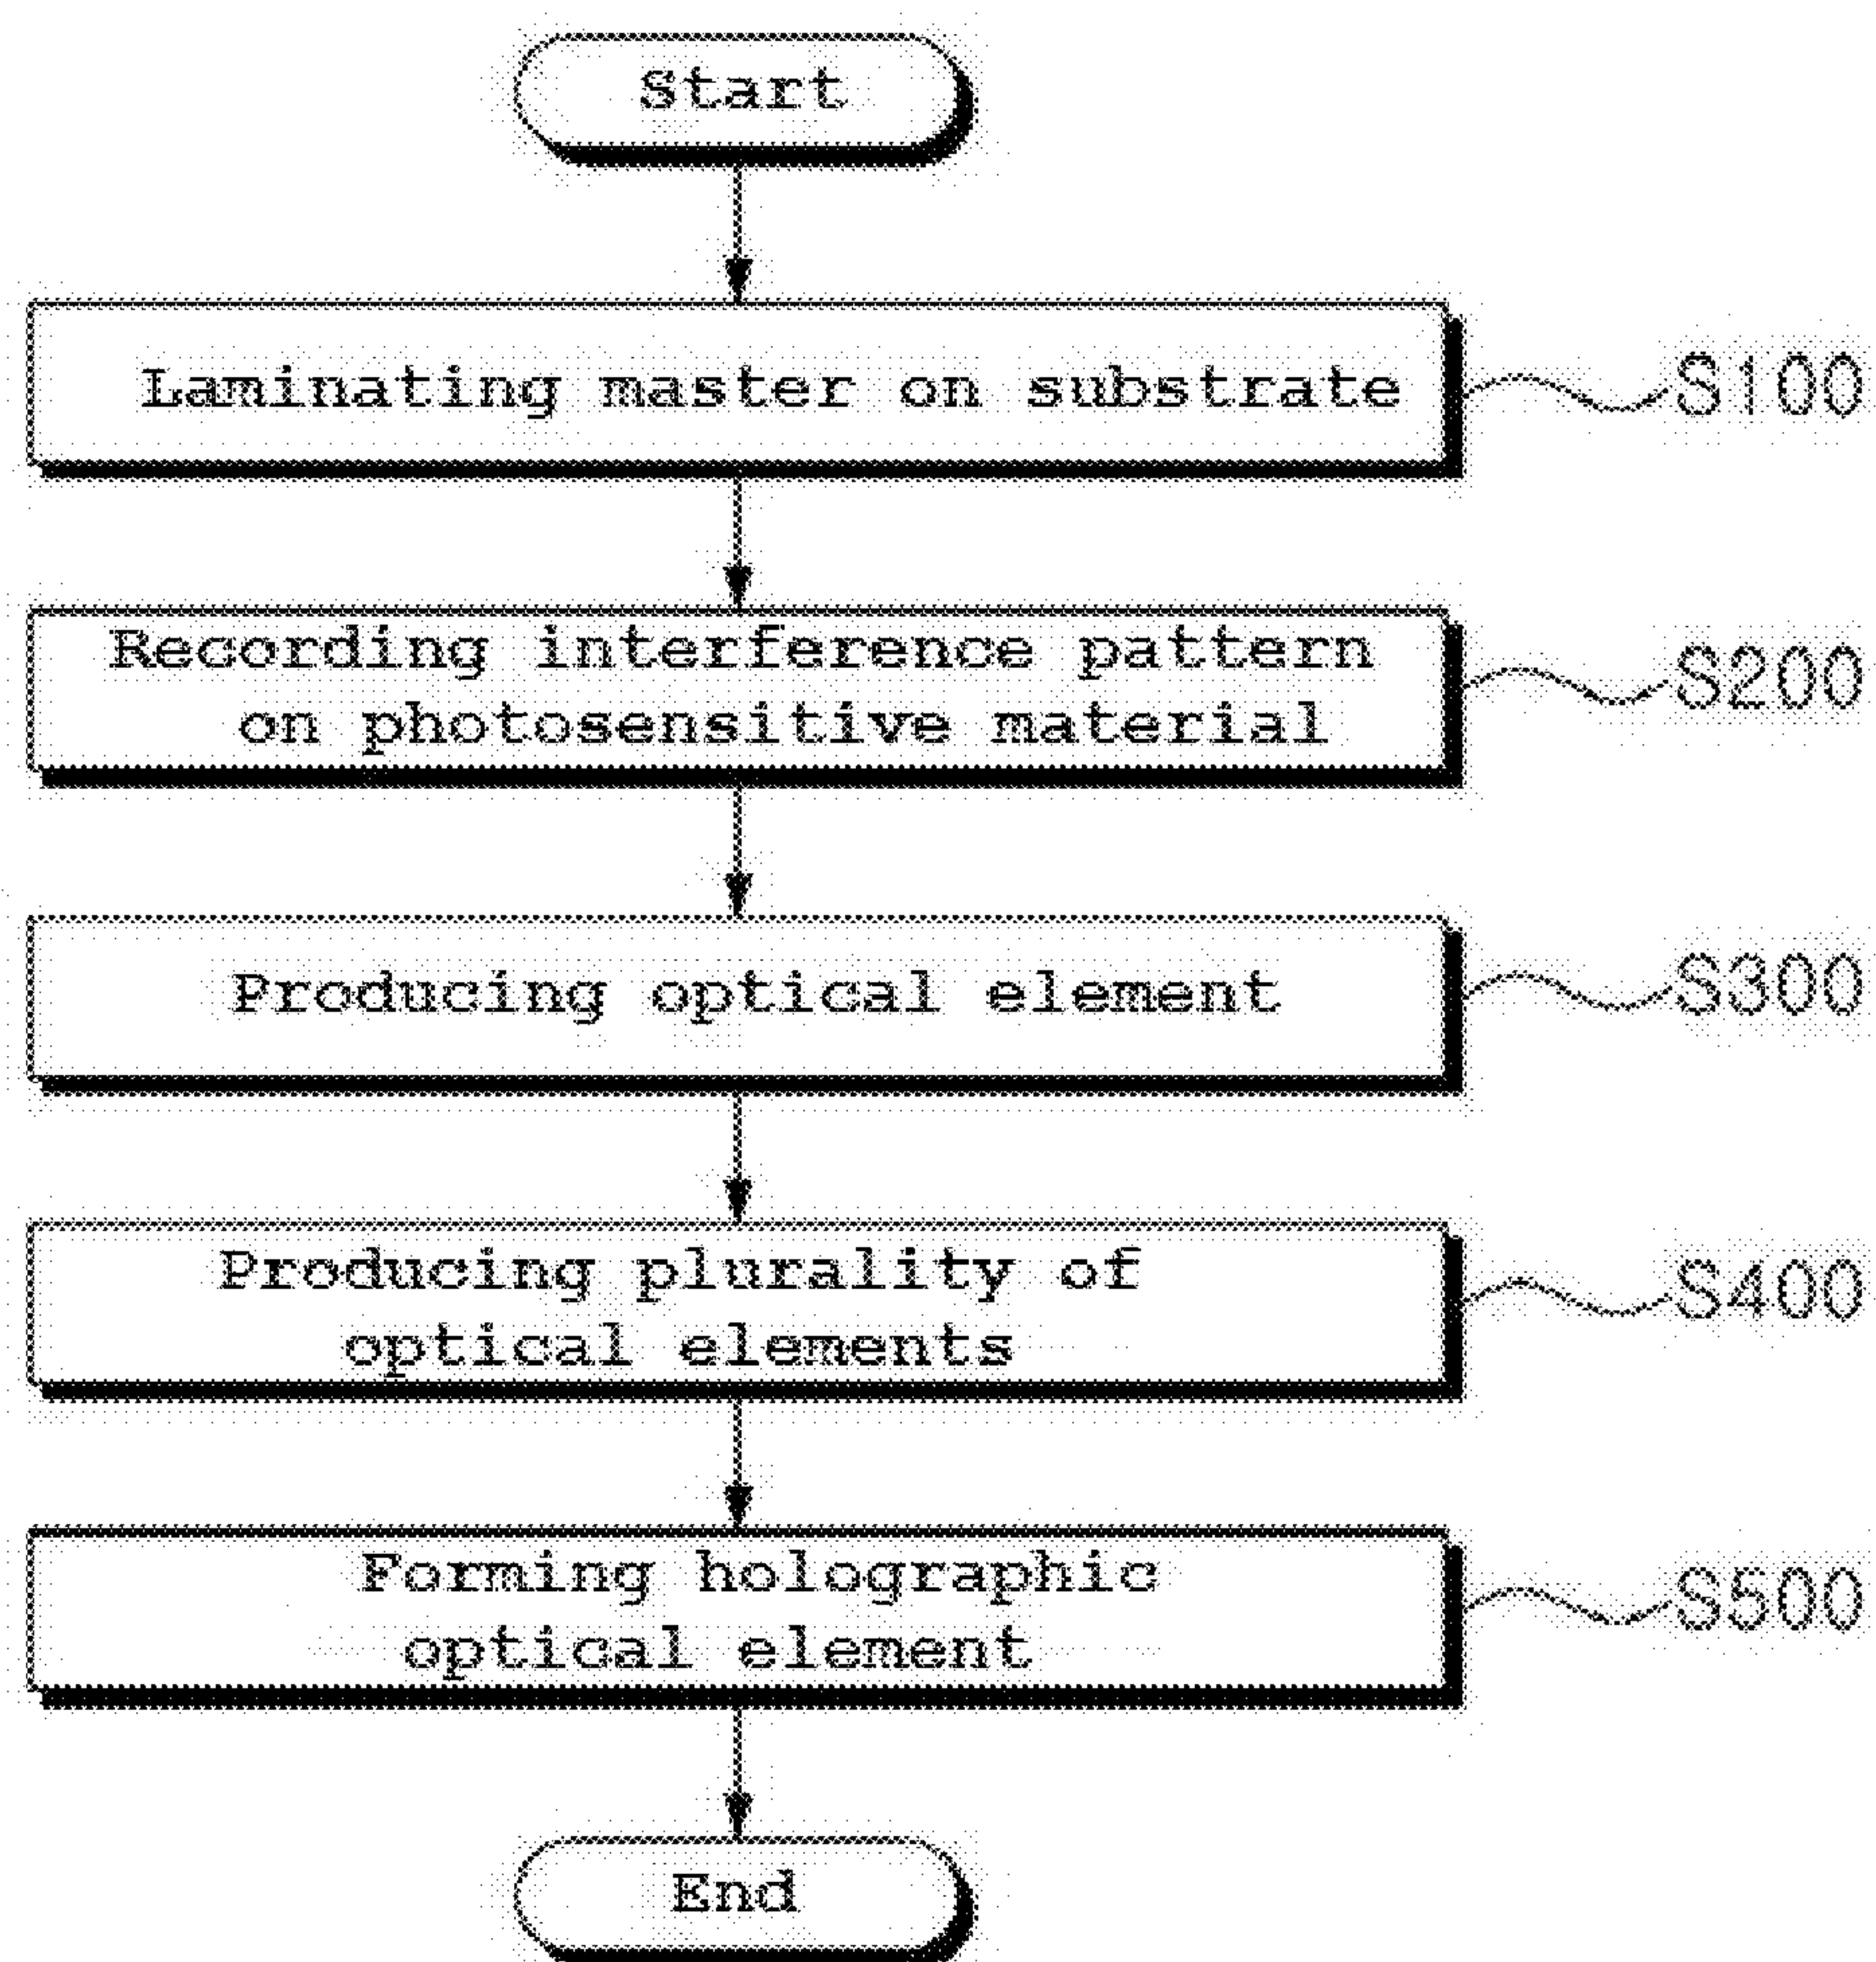 Start
Laminating master on substrate
S100
Recording interference pattern
on photosensitive material
S200
Producing optical element
S300
Producing plurality of
optical elements
S400
Forming holographic
optical element
S500
End